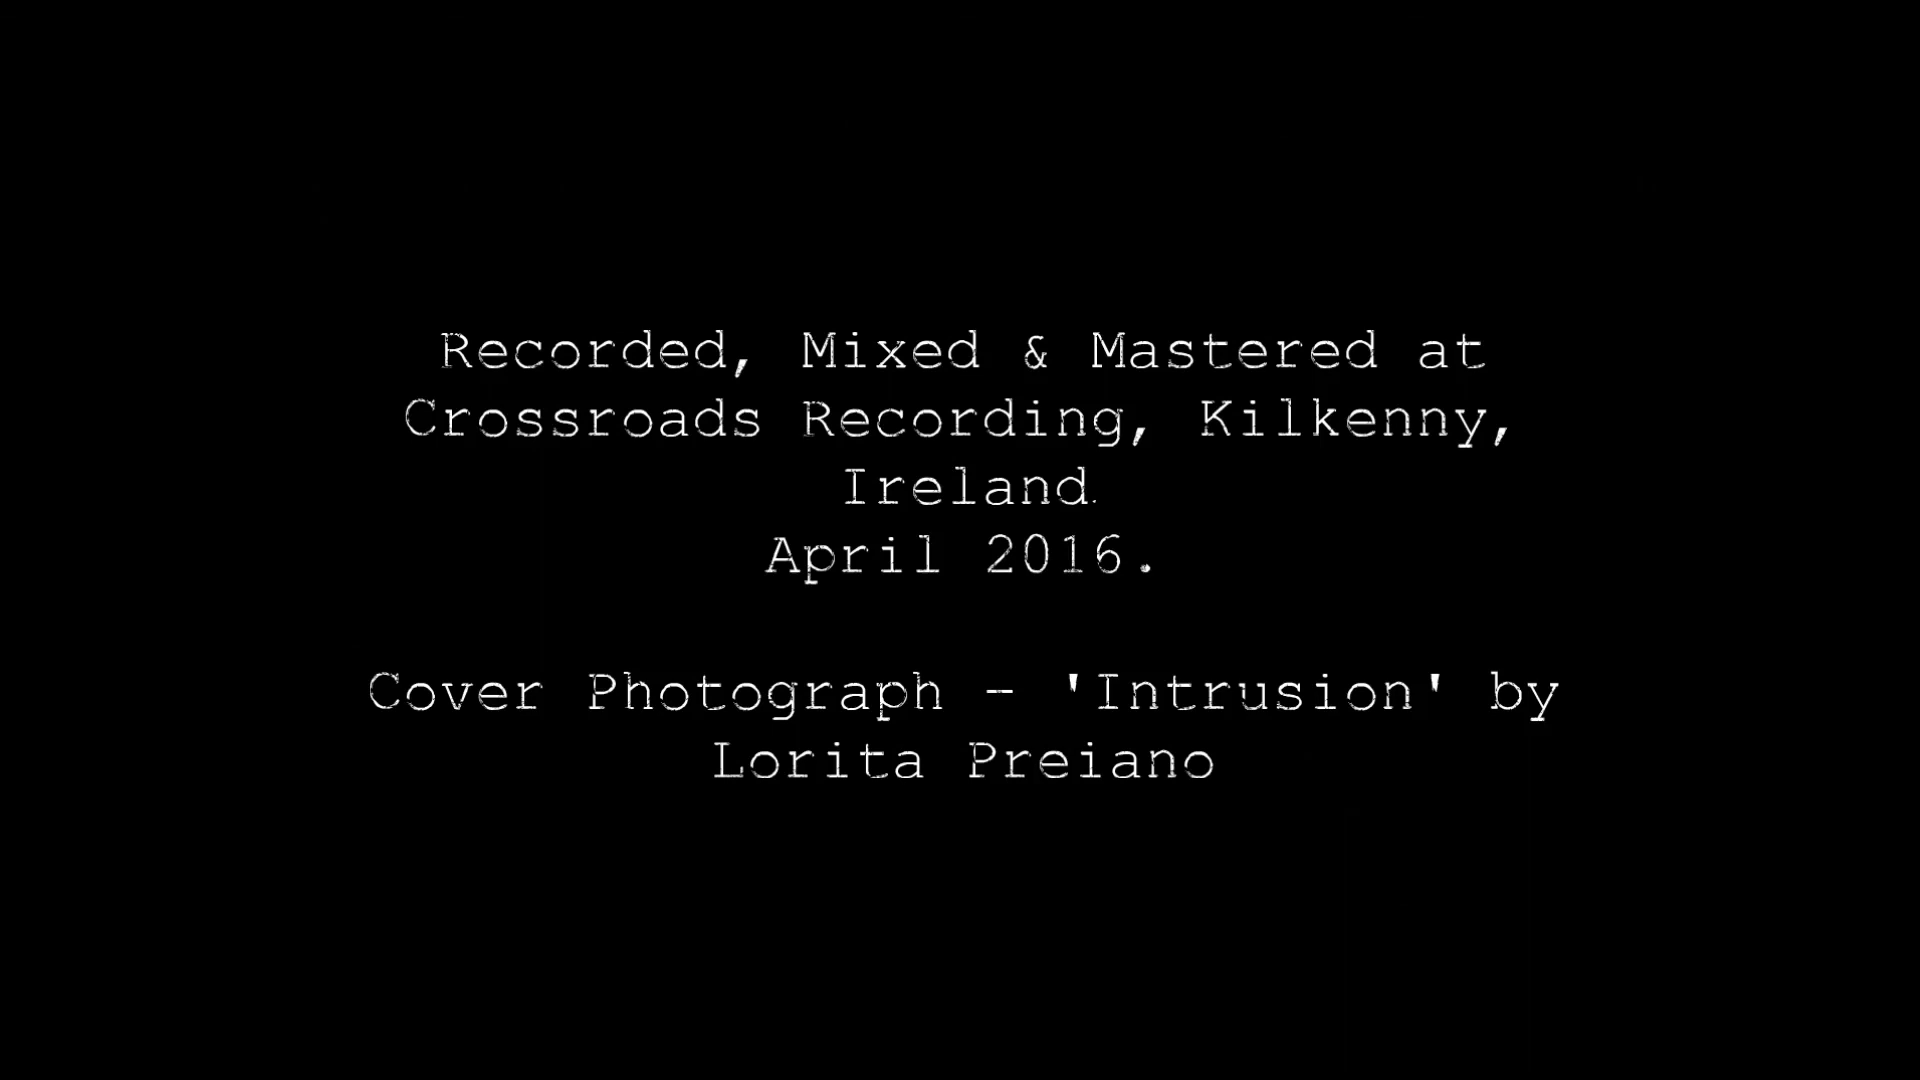 Recorded, Mixed & Mastered at
Crossroads Recording, Kilkenny,
Ireland.
April 2016.
Cover Photograph - 'Intrusion' by
Lorita Preiano